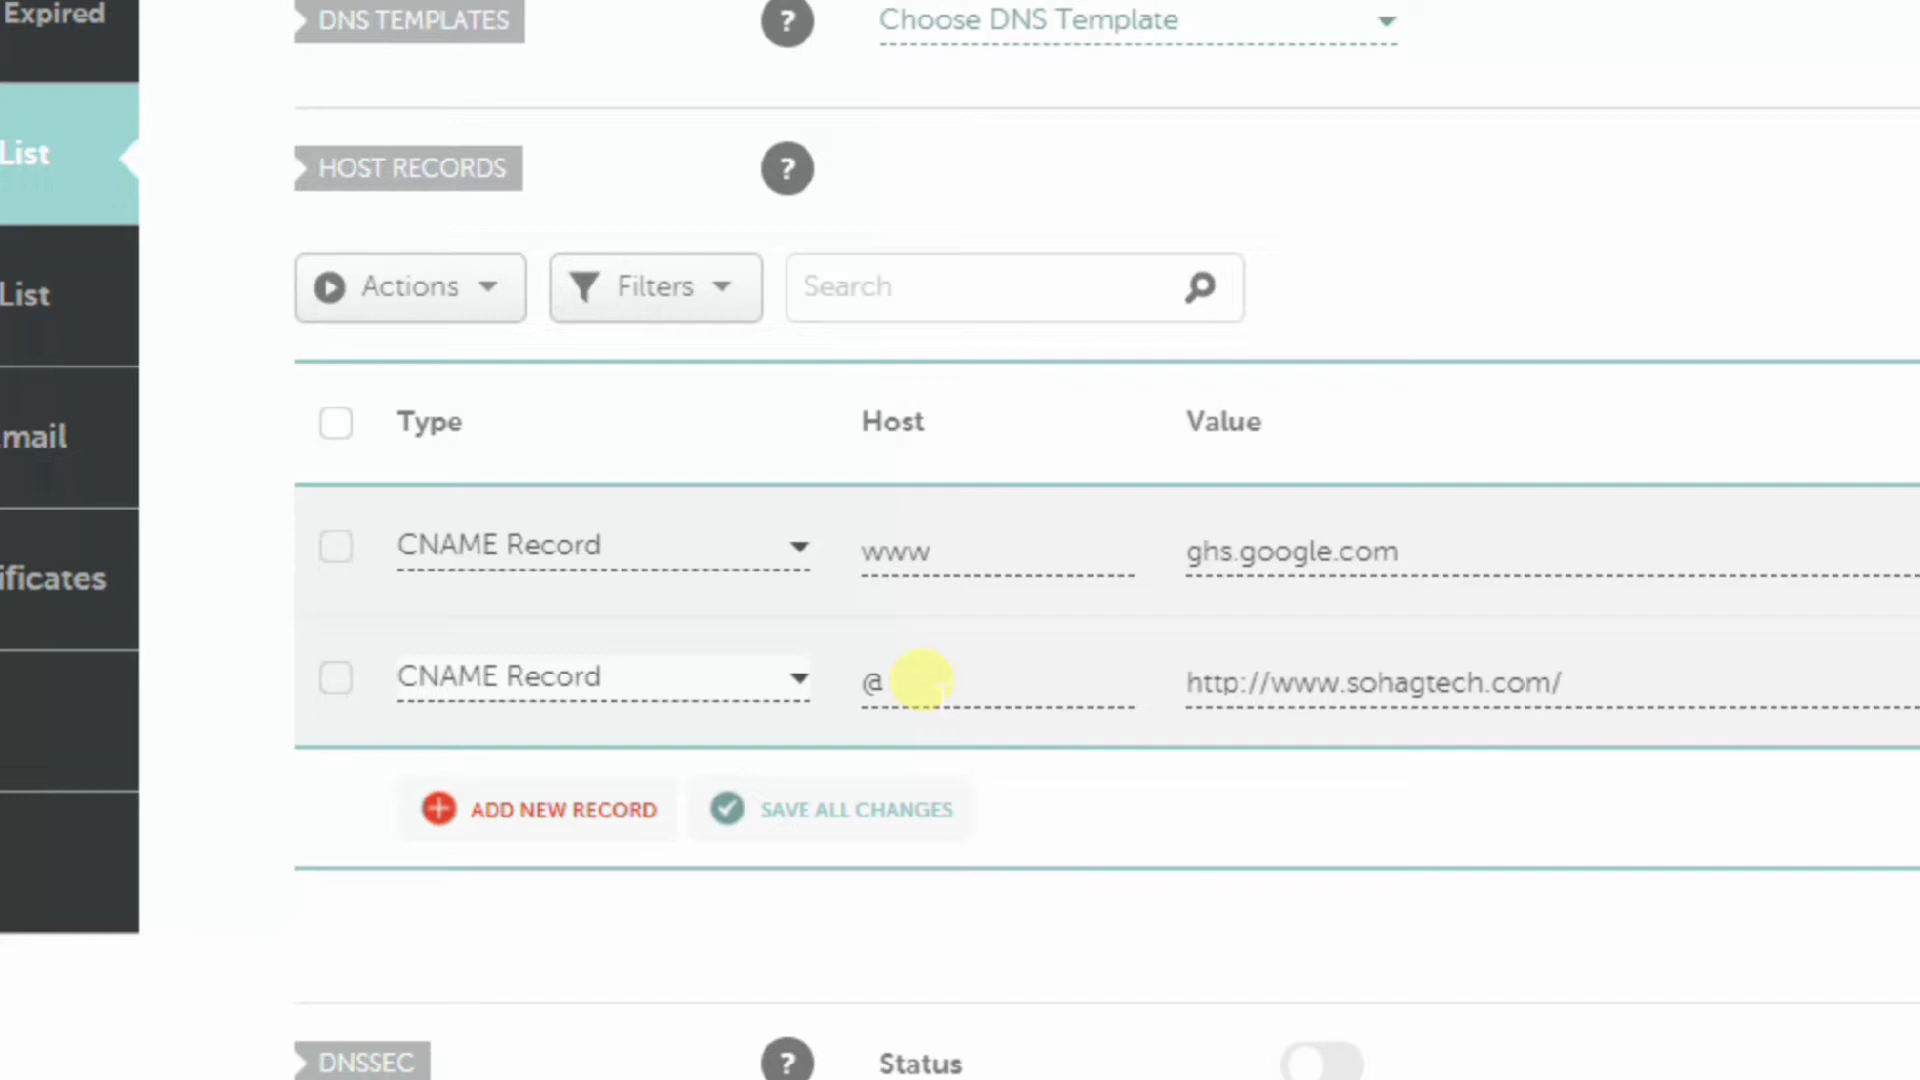 Expired
DNS TEMPLATES
?
Choose DNS Template
List
HOST RECORDS
?
List
Actions
Filters
Search
mail
Type
Host
Value
CNAME Record
www
ghs.google.com
ificates
CNAME Record
@
http://www.sohagtech.com/
ADD NEW RECORD
SAVE ALL CHANGES
DNSSEC
?
Status